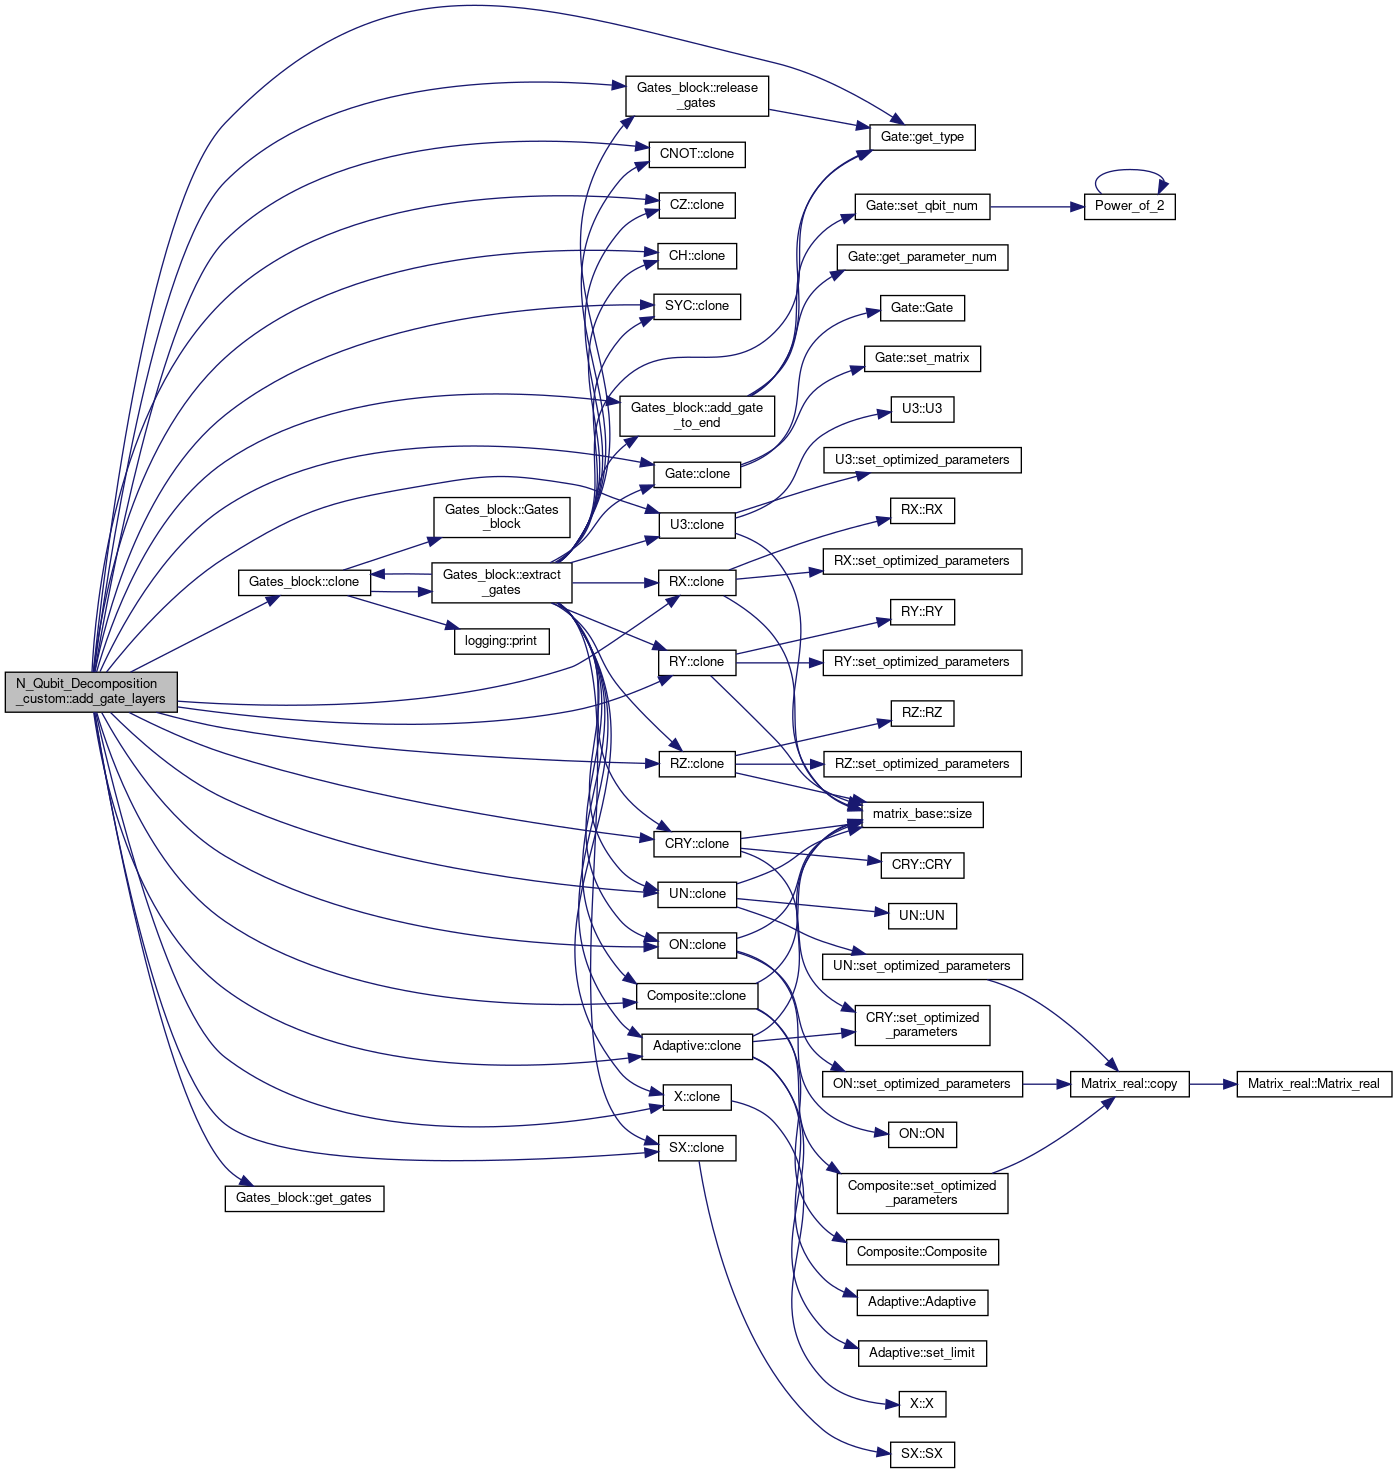 N_Qubit_Decomposition
_custom::add_gate_layers
Gates_block::clone
Gates_block::get_gates
Gates_block::Gates
_block
Gates_block::extract
_gates
logging::print
Gates_block::release
_gates
CNOT::clone
CZ::clone
CH::clone
SYC::clone
Gates_block::add_gate
_to_end
Gate::clone
U3::clone
RX::clone
RY::clone
RZ::clone
CRY::clone
UN::clone
ON::clone
Composite::clone
Adaptive::clone
X::clone
SX::clone
Gate::get_type
Gate::set_qbit_num
Gate::get_parameter_num
Gate::Gate
Gate::set_matrix
U3::U3
U3::set_optimized_parameters
RX::RX
RX::set_optimized_parameters
RY::RY
RY::set_optimized_parameters
RZ::RZ
RZ::set_optimized_parameters
matrix_base::size
CRY::CRY
UN::UN
UN::set_optimized_parameters
CRY::set_optimized
_parameters
ON::set_optimized_parameters
ON::ON
Composite::set_optimized
_parameters
Composite::Composite
Adaptive::Adaptive
Adaptive::set_limit
X::X
SX::SX
Power_of_2
Matrix_real::copy
Matrix_real::Matrix_real